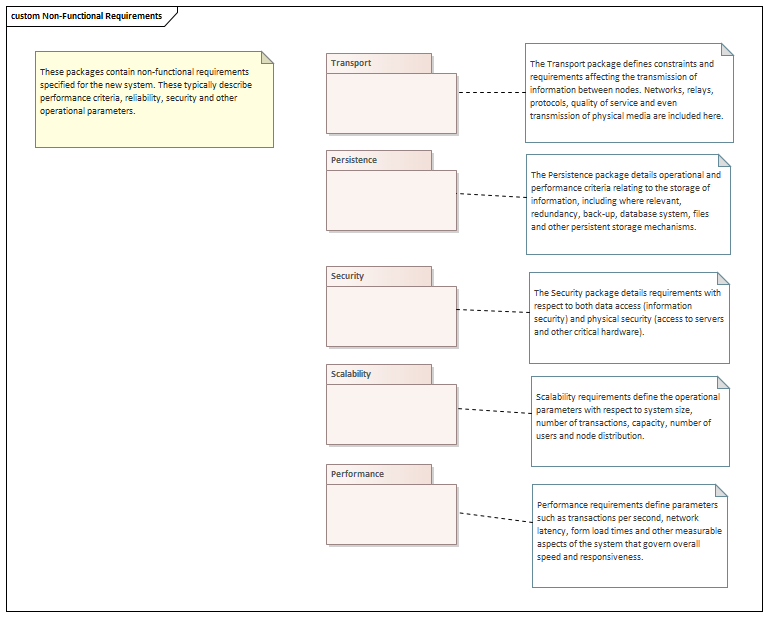 custom Non-Functional Requirements
These packages contain non-functional requirements
specified for the new system. These typically describe
performance criteria, reliability, security and other
operational parameters.
Transport
The Transport package defines constraints and
requirements affecting the transmission of
information between nodes. Networks, relays,
protocols, quality of service and even
transmission of physical media are included here.
Persistence
The Persistence package details operational and
performance criteria relating to the storage of
information, including where relevant,
redundancy, back-up, database system, files
and other persistent storage mechanisms.
Security
The Security package details requirements with
respect to both data access (information
security) and physical security (access to servers
and other critical hardware).
Scalability
Scalability requirements define the operational
parameters with respect to system size,
number of transactions, capacity, number of
users and node distribution.
Performance
Performance requirements define parameters
such as transactions per second, network
latency, form load times and other measurable
aspects of the system that govern overall
speed and responsiveness.